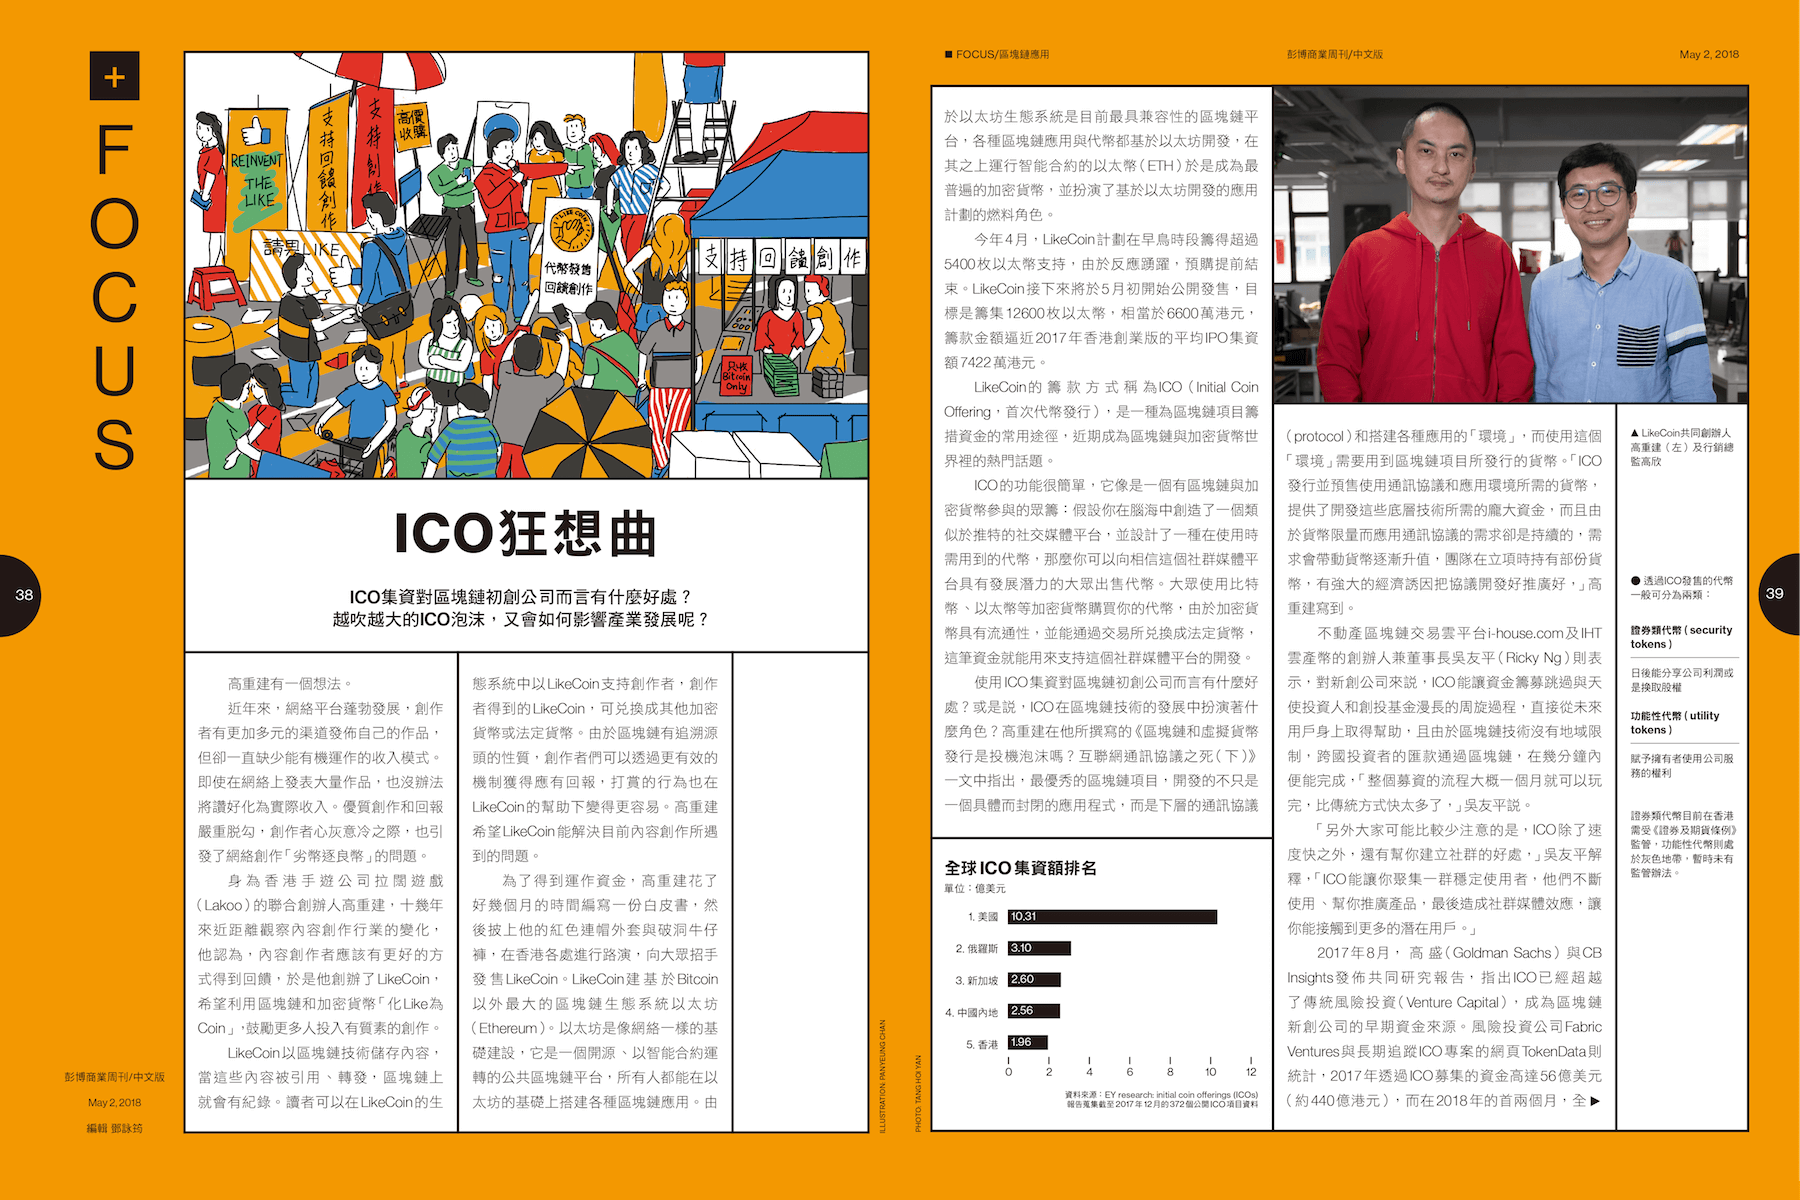 +
FOCUS
38
彭博商業周刊/中文版
May 2, 2018
編輯 鄧詠筠
REINVENT
THE
LIKE
支持回饋創作
支持創作
高價
收購
請畀LIKE
LIKE COIN
代幣發售
回饋創作
支持回饋創作
只收
Bitcoin
Only
ICO狂想曲
ICO集資對區塊鏈初創公司而言有什麼好處？
越吹越大的ICO泡沫，又會如何影響產業發展呢？
高重建有一個想法。
近年來，網絡平台蓬勃發展，創作
者有更加多元的渠道發佈自己的作品，
但卻一直缺少能有機運作的收入模式。
即使在網絡上發表大量作品，也沒辦法
將讚好化為實際收入。優質創作和回報
嚴重脫勾，創作者心灰意冷之際，也引
發了網絡創作「劣幣逐良幣」的問題。
身為香港手遊公司拉闊遊戲
（Lakoo）的聯合創辦人高重建，十幾年
來近距離觀察內容創作行業的變化，
他認為，內容創作者應該有更好的方
式得到回饋，於是他創辦了LikeCoin，
希望利用區塊鏈和加密貨幣「化Like為
Coin」，鼓勵更多人投入有質素的創作。
LikeCoin以區塊鏈技術儲存內容，
當這些內容被引用、轉發，區塊鏈上
就會有紀錄。讀者可以在LikeCoin的生
態系統中以LikeCoin支持創作者，創作
者得到的LikeCoin，可兌換成其他加密
貨幣或法定貨幣。由於區塊鏈有追溯源
頭的性質，創作者們可以透過更有效的
機制獲得應有回報，打賞的行為也在
LikeCoin的幫助下變得更容易。高重建
希望LikeCoin能解決目前內容創作所遇
到的問題。
為了得到運作資金，高重建花了
好幾個月的時間編寫一份白皮書，然
後披上他的紅色連帽外套與破洞牛仔
褲，在香港各處進行路演，向大眾招手
發售LikeCoin。LikeCoin建基於Bitcoin
以外最大的區塊鏈生態系統以太坊
（Ethereum）。以太坊是像網絡一樣的基
礎建設，它是一個開源、以智能合約運
轉的公共區塊鏈平台，所有人都能在以
太坊的基礎上搭建各種區塊鏈應用。由
ILLUSTRATION: PANYEUNG CHAN
PHOTO: TANG HOI YAN
■ FOCUS/區塊鏈應用
彭博商業周刊/中文版
May 2, 2018
於以太坊生態系統是目前最具兼容性的區塊鏈平
台，各種區塊鏈應用與代幣都基於以太坊開發，在
其之上運行智能合約的以太幣（ETH）於是成為最
普遍的加密貨幣，並扮演了基於以太坊開發的應用
計劃的燃料角色。
今年4月，LikeCoin計劃在早鳥時段籌得超過
5400枚以太幣支持，由於反應踴躍，預購提前結
束。LikeCoin接下來將於5月初開始公開發售，目
標是籌集12600枚以太幣，相當於6600萬港元，
籌款金額逼近2017年香港創業版的平均IPO集資
額7422萬港元。
LikeCoin的籌款方式稱為ICO（Initial Coin
Offering，首次代幣發行），是一種為區塊鏈項目籌
措資金的常用途徑，近期成為區塊鏈與加密貨幣世
界裡的熱門話題。
ICO的功能很簡單，它像是一個有區塊鏈與加
密貨幣參與的眾籌：假設你在腦海中創造了一個類
似於推特的社交媒體平台，並設計了一種在使用時
需用到的代幣，那麼你可以向相信這個社群媒體平
台具有發展潛力的大眾出售代幣。大眾使用比特
幣、以太幣等加密貨幣購買你的代幣，由於加密貨
幣具有流通性，並能通過交易所兌換成法定貨幣，
這筆資金就能用來支持這個社群媒體平台的開發。
使用ICO集資對區塊鏈初創公司而言有什麼好
處？或是說，ICO在區塊鏈技術的發展中扮演著什
麼角色？高重建在他所撰寫的《區塊鏈和虛擬貨幣
發行是投機泡沫嗎？互聯網通訊協議之死（下）》
一文中指出，最優秀的區塊鏈項目，開發的不只是
一個具體而封閉的應用程式，而是下層的通訊協議
全球ICO集資額排名
單位：億美元
1. 美國 10.31
2. 俄羅斯 3.10
3. 新加坡 2.60
4. 中國內地 2.56
5. 香港 1.96
0 2 4 6 8 10 12
資料來源：EY research: initial coin offerings (ICOs)
報告蒐集截至2017年12月的372個公開ICO項目資料
（protocol）和搭建各種應用的「環境」，而使用這個
「環境」需要用到區塊鏈項目所發行的貨幣。「ICO
發行並預售使用通訊協議和應用環境所需的貨幣，
提供了開發這些底層技術所需的龐大資金，而且由
於貨幣限量而應用通訊協議的需求卻是持續的，需
求會帶動貨幣逐漸升值，團隊在立項時持有部份貨
幣，有強大的經濟誘因把協議開發好推廣好，」高
重建寫到。
不動產區塊鏈交易雲平台i-house.com及IHT
雲產幣的創辦人兼董事長吳友平（Ricky Ng）則表
示，對新創公司來說，ICO能讓資金籌募跳過與天
使投資人和創投基金漫長的周旋過程，直接從未來
用戶身上取得幫助，且由於區塊鏈技術沒有地域限
制，跨國投資者的匯款通過區塊鏈，在幾分鐘內
便能完成，「整個募資的流程大概一個月就可以玩
完，比傳統方式快太多了，」吳友平說。
「另外大家可能比較少注意的是，ICO除了速
度快之外，還有幫你建立社群的好處，」吳友平解
釋，「ICO能讓你聚集一群穩定使用者，他們不斷
使用、幫你推廣產品，最後造成社群媒體效應，讓
你能接觸到更多的潛在用戶。」
2017年8月，高盛（Goldman Sachs）與CB
Insights發佈共同研究報告，指出ICO已經超越
了傳統風險投資（Venture Capital），成為區塊鏈
新創公司的早期資金來源。風險投資公司Fabric
Ventures與長期追蹤ICO專案的網頁TokenData則
統計，2017年透過ICO募集的資金高達56億美元
（約440億港元），而在2018年的首兩個月，全▶
▲ LikeCoin共同創辦人
高重建（左）及行銷總
監高欣
● 透過ICO發售的代幣
一般可分為兩類：
證券類代幣（security
tokens）
日後能分享公司利潤或
是換取股權
功能性代幣（utility
tokens）
賦予擁有者使用公司服
務的權利
證券類代幣目前在香港
需受《證券及期貨條例》
監管，功能性代幣則處
於灰色地帶，暫時未有
監管辦法。
39